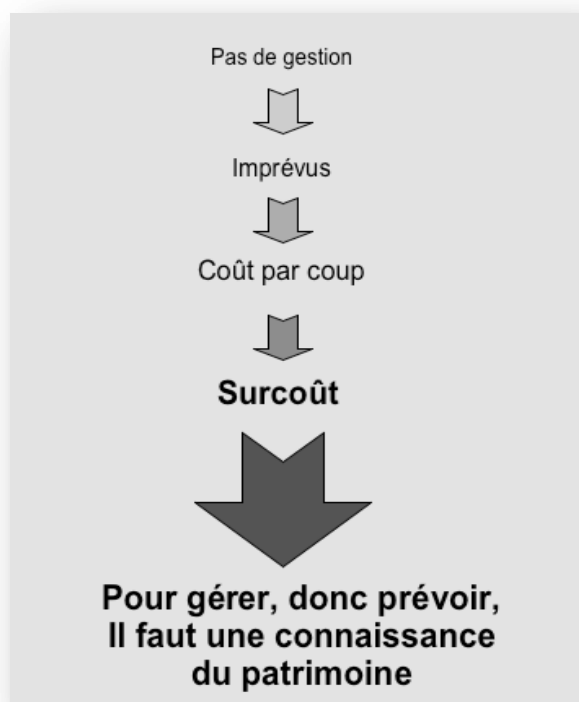 Pas de gestion
Imprévus
Coût par coup
Surcoût
Pour gérer, donc prévoir,
Il faut une connaissance
du patrimoine